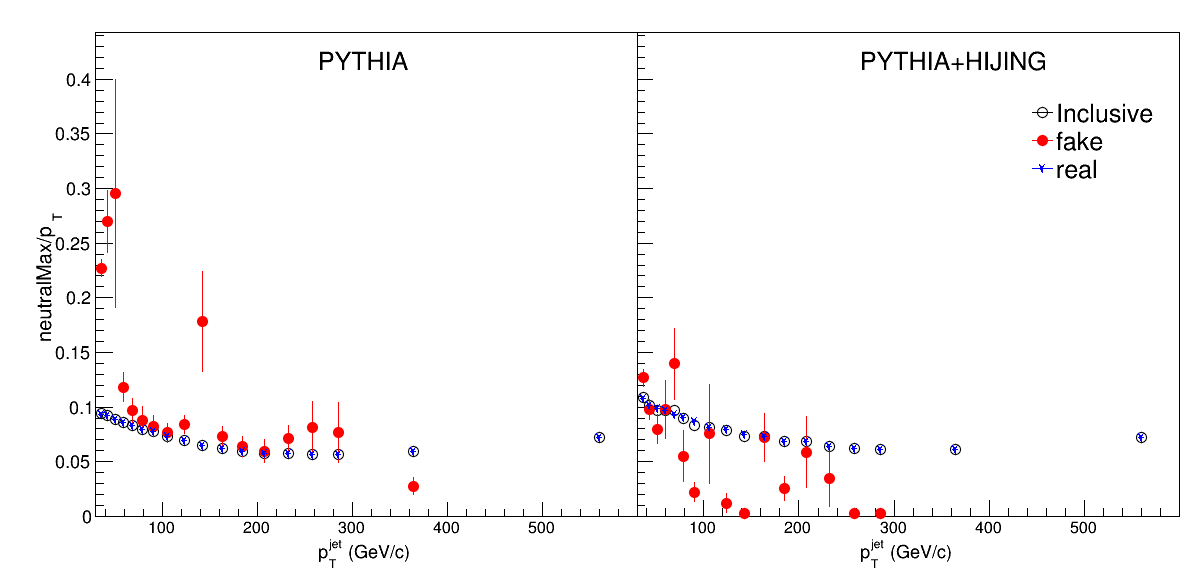 PYTHIA
PYTHIA+HIJING
Inclusive
fake
real
neutralMax/p_T
0.4
0.35
0.3
0.25
0.2
0.15
0.1
0.05
0
100 200 300 400 500
100 200 300 400 500
p_T^jet (GeV/c)
p_T^jet (GeV/c)